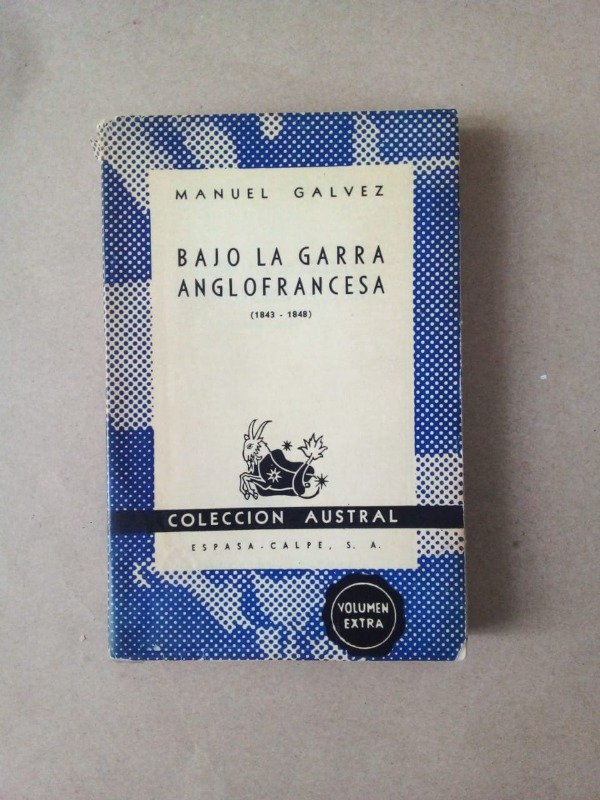 MANUEL GALVEZ
BAJO LA GARRA
ANGLOFRANCESA
(1843 - 1848)
COLECCION AUSTRAL
ESPASA-CALPE, S. A.
VOLUMEN
EXTRA